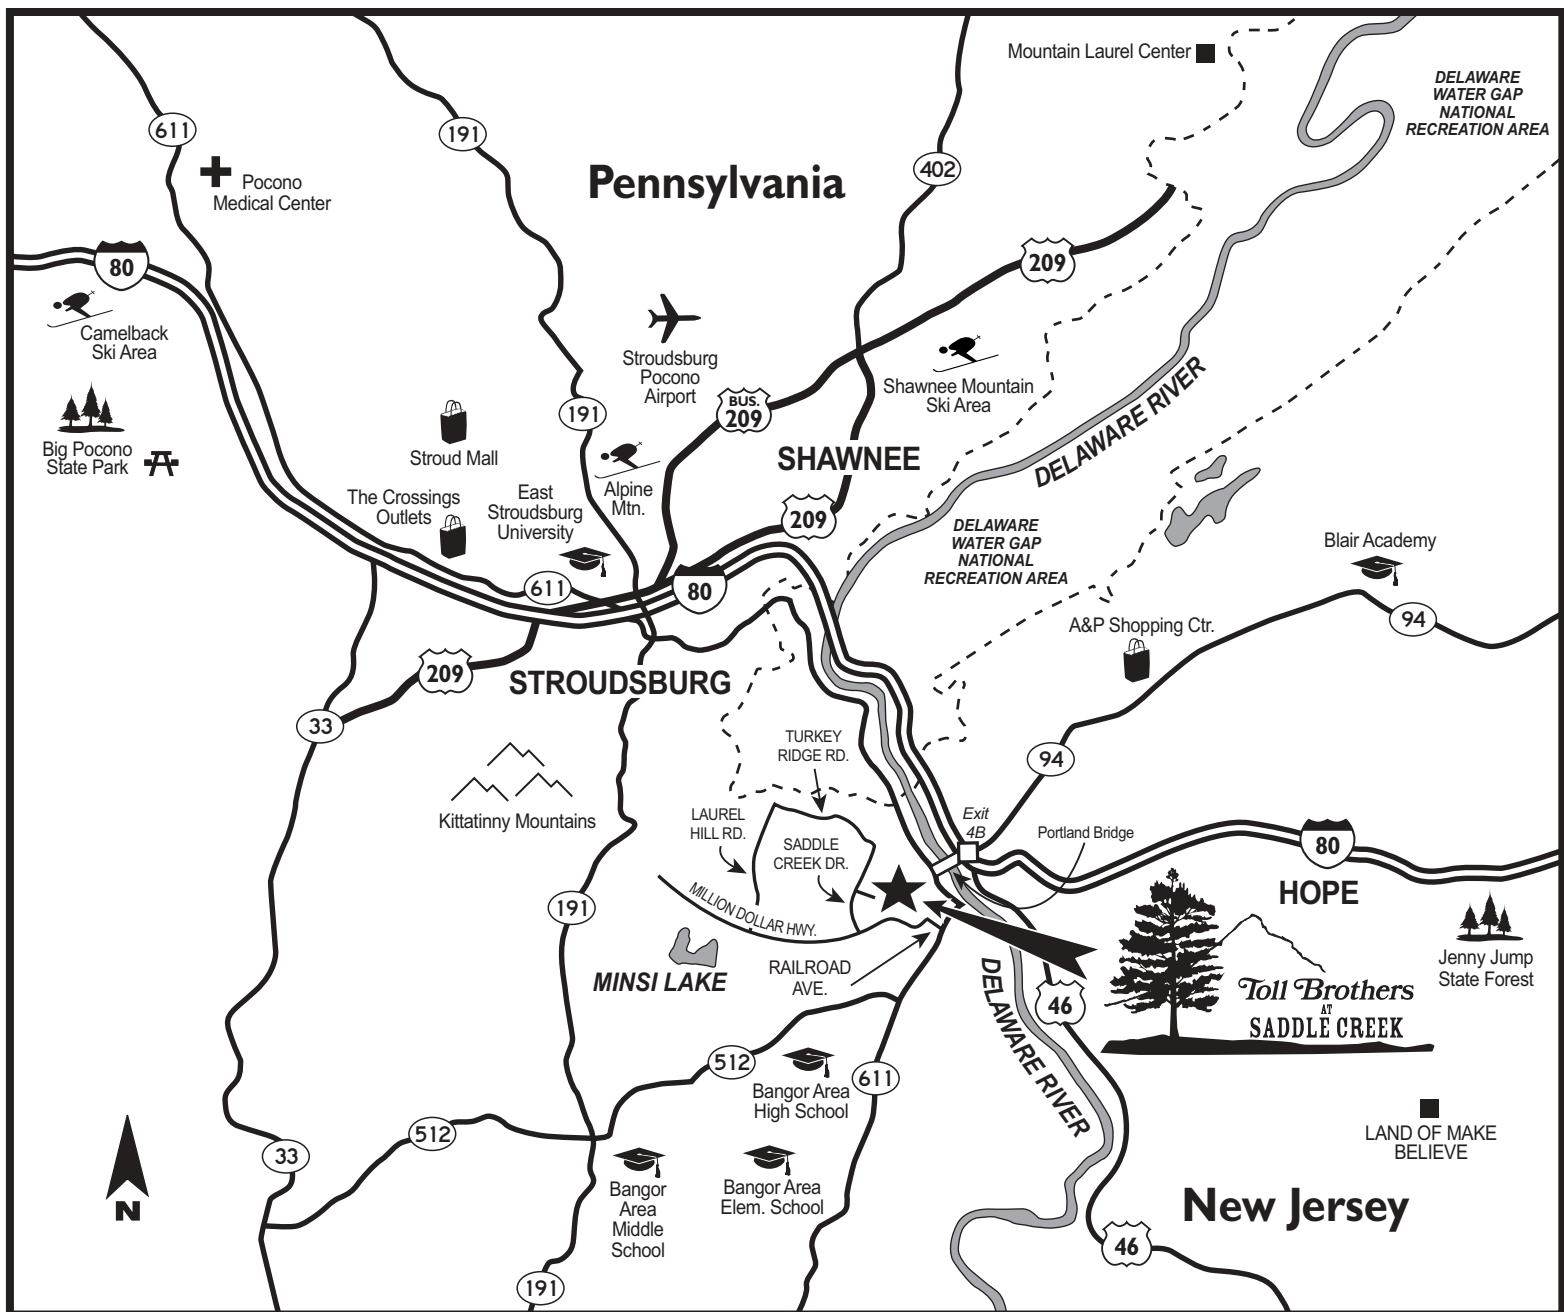 Mountain Laurel Center
DELAWARE
WATER GAP
NATIONAL
RECREATION AREA
611
191
402
Pennsylvania
Pocono
Medical Center
80
209
Camelback
Ski Area
Stroudsburg
Pocono
Airport
Shawnee Mountain
Ski Area
BUS.
209
191
DELAWARE RIVER
Big Pocono
State Park
Stroud Mall
SHAWNEE
Alpine
Mtn.
The Crossings
Outlets
East
Stroudsburg
University
209
DELAWARE
WATER GAP
NATIONAL
RECREATION AREA
Blair Academy
611
80
94
A&P Shopping Ctr.
209
STROUDSBURG
33
TURKEY
RIDGE RD.
94
Kittatinny Mountains
LAUREL
HILL RD.
SADDLE
CREEK DR.
Exit
4B
Portland Bridge
80
HOPE
191
MILLION DOLLAR HWY.
MINSI LAKE
RAILROAD
AVE.
DELAWARE RIVER
46
Toll Brothers
AT
SADDLE CREEK
Jenny Jump
State Forest
512
Bangor Area
High School
611
512
33
LAND OF MAKE
BELIEVE
Bangor
Area
Middle
School
Bangor Area
Elem. School
N
New Jersey
46
191